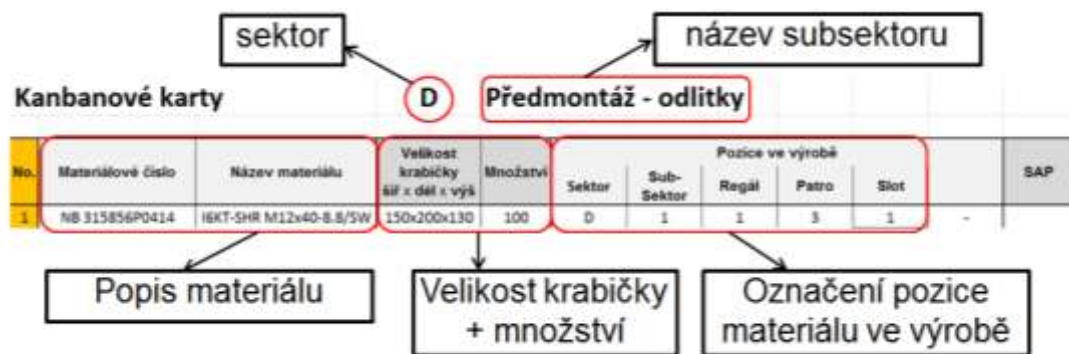 sektor
název subsektoru
Kanbanové karty
D
Předmontáž - odlitky
No.
Materiálové číslo
Název materiálu
Velikost
krabičky
šíř x dél x výš
Množství
Pozice ve výrobě
Sektor
Sub-
Sektor
Regál
Patro
Slot
SAP
1 NB 315856P0414 I6KT-SHR M12x40-8.8/SW 150x200x130 100 D 1 1 3 1 -
Popis materiálu
Velikost krabičky
+ množství
Označení pozice
materiálu ve výrobě